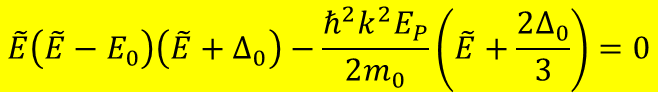 Ẽ(Ẽ − E₀)(Ẽ + Δ₀) − ħ²k²E_P/2m₀ (Ẽ + 2Δ₀/3) = 0